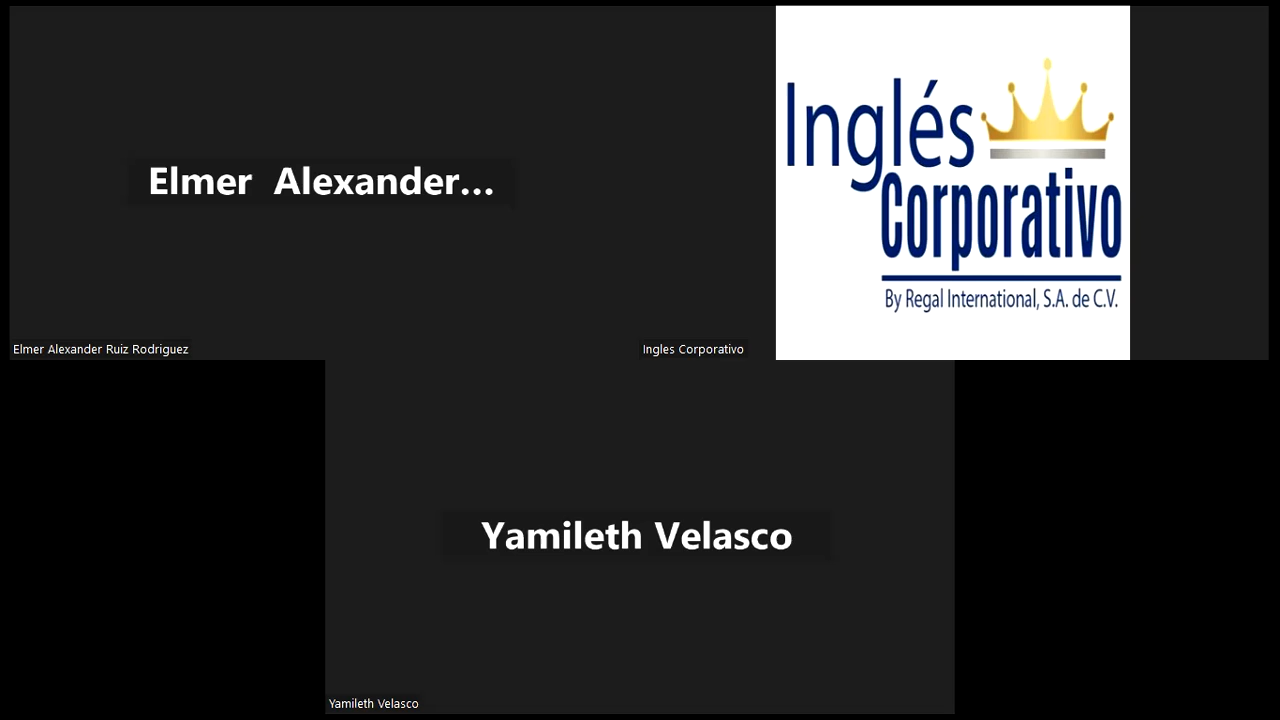 Elmer  Alexander...
Elmer Alexander Ruiz Rodriguez
Inglés
Corporativo
By Regal International, S.A. de C.V.
Ingles Corporativo
Yamileth Velasco
Yamileth Velasco